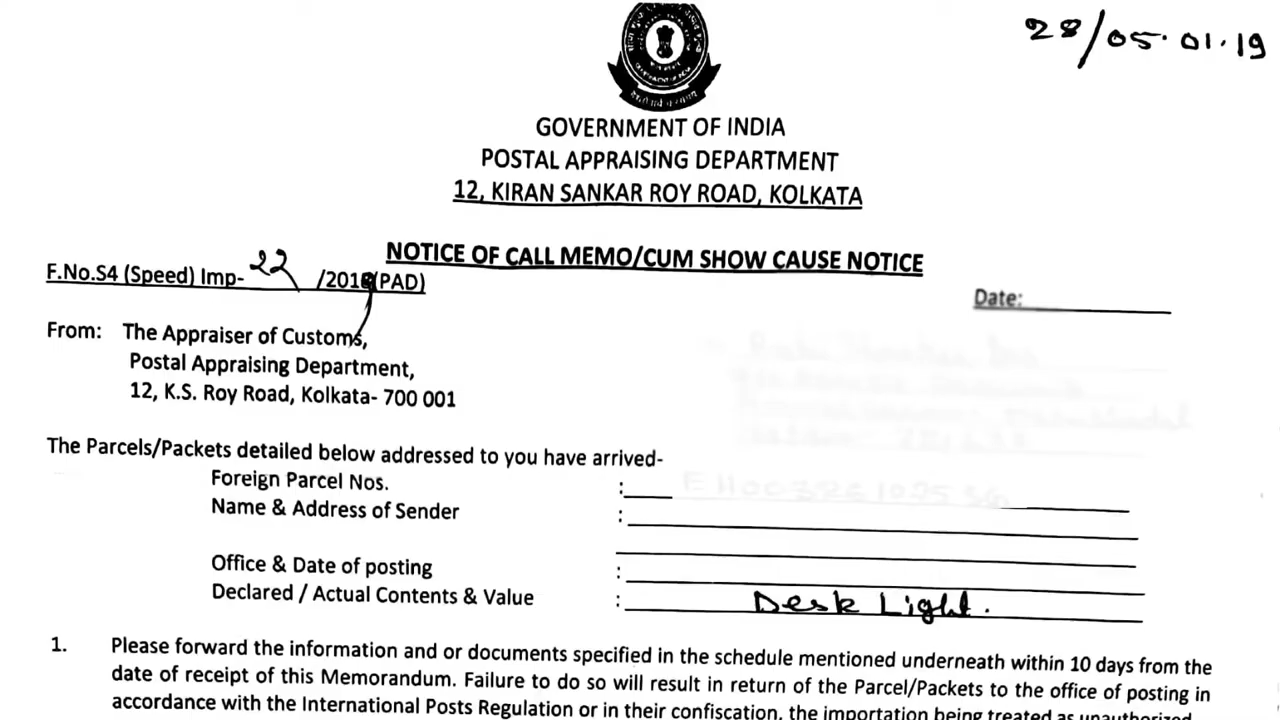 28/05.01.19
GOVERNMENT OF INDIA
POSTAL APPRAISING DEPARTMENT
12, KIRAN SANKAR ROY ROAD, KOLKATA
NOTICE OF CALL MEMO/CUM SHOW CAUSE NOTICE
F.No.S4 (Speed) Imp- 22 /2018(PAD)
Date:
From: The Appraiser of Customs,
Postal Appraising Department,
12, K.S. Roy Road, Kolkata- 700 001
The Parcels/Packets detailed below addressed to you have arrived-
Foreign Parcel Nos. :
Name & Address of Sender :
Office & Date of posting :
Declared / Actual Contents & Value : Desk Light.
1. Please forward the information and or documents specified in the schedule mentioned underneath within 10 days from the
date of receipt of this Memorandum. Failure to do so will result in return of the Parcel/Packets to the office of posting in
accordance with the International Posts Regulation or in their confiscation, the importation being treated as unauthorized